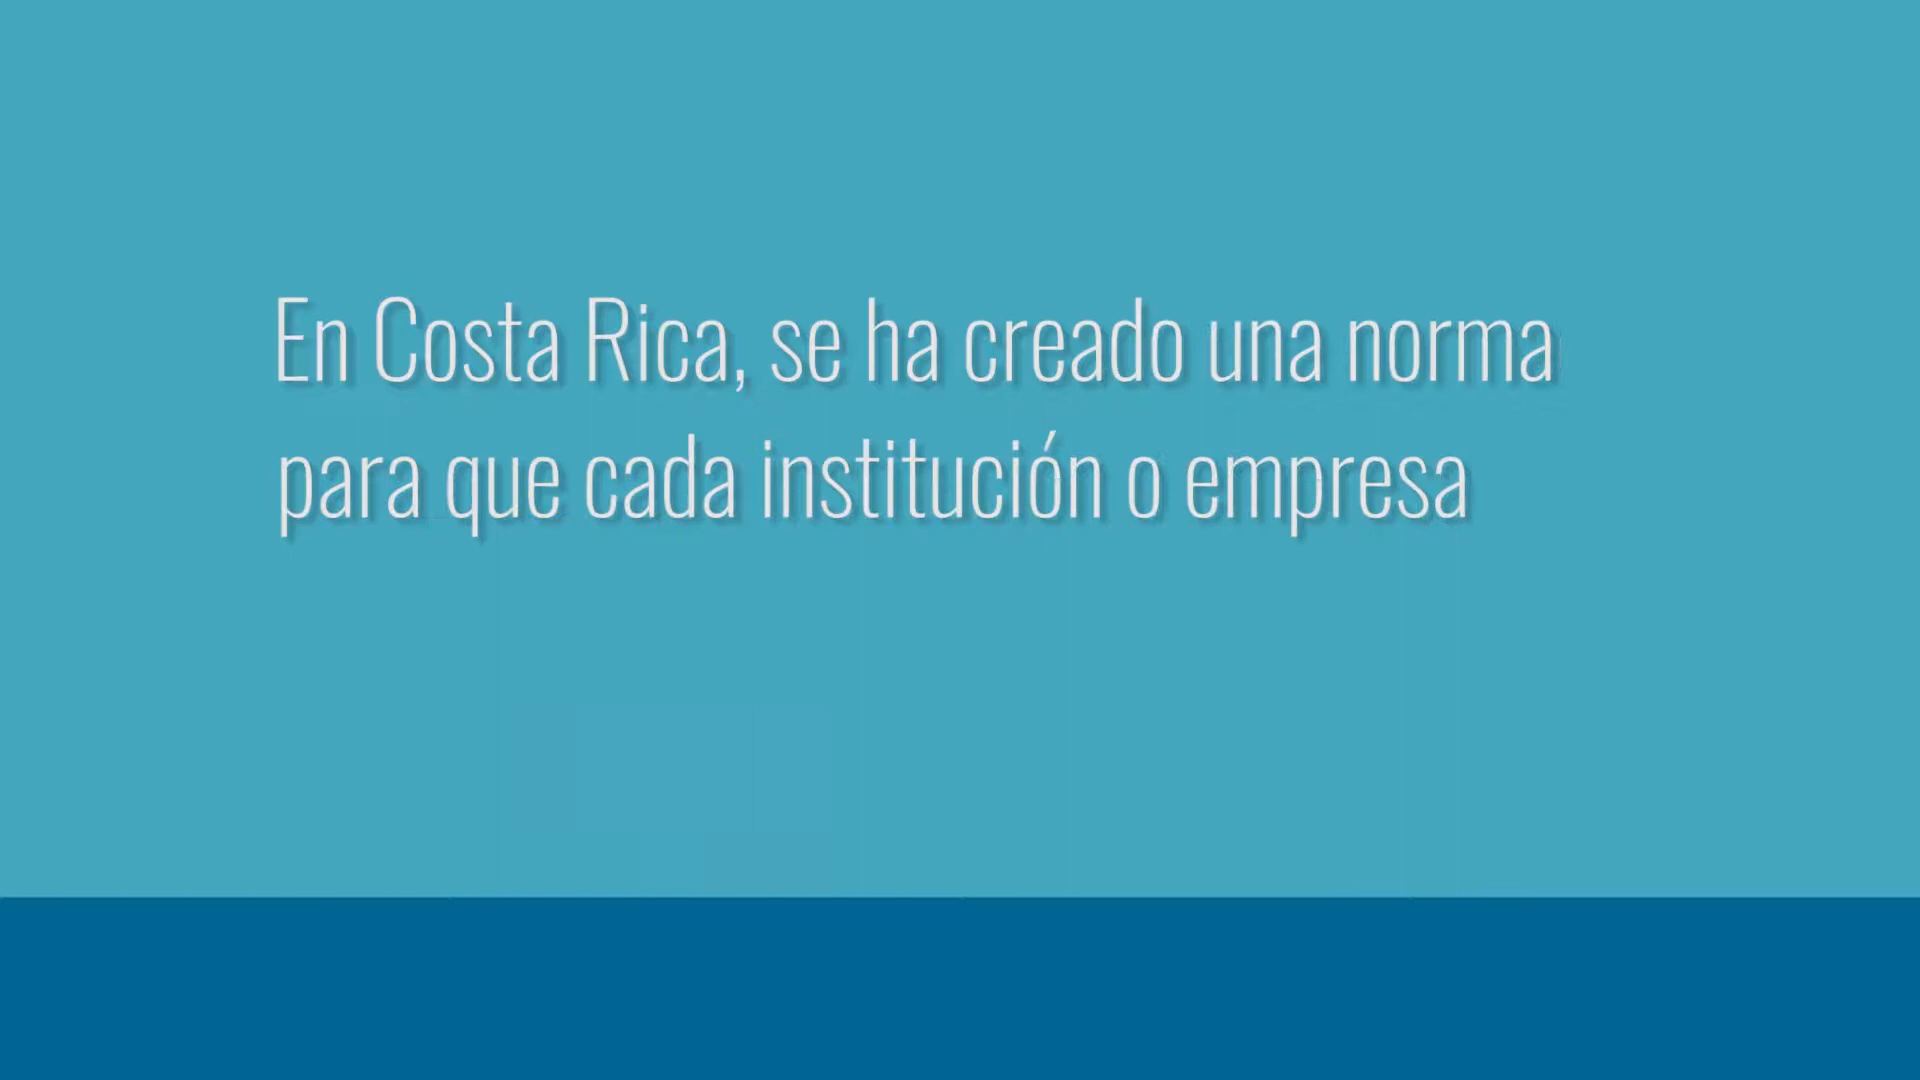 En Costa Rica, se ha creado una norma
para que cada institución o empresa